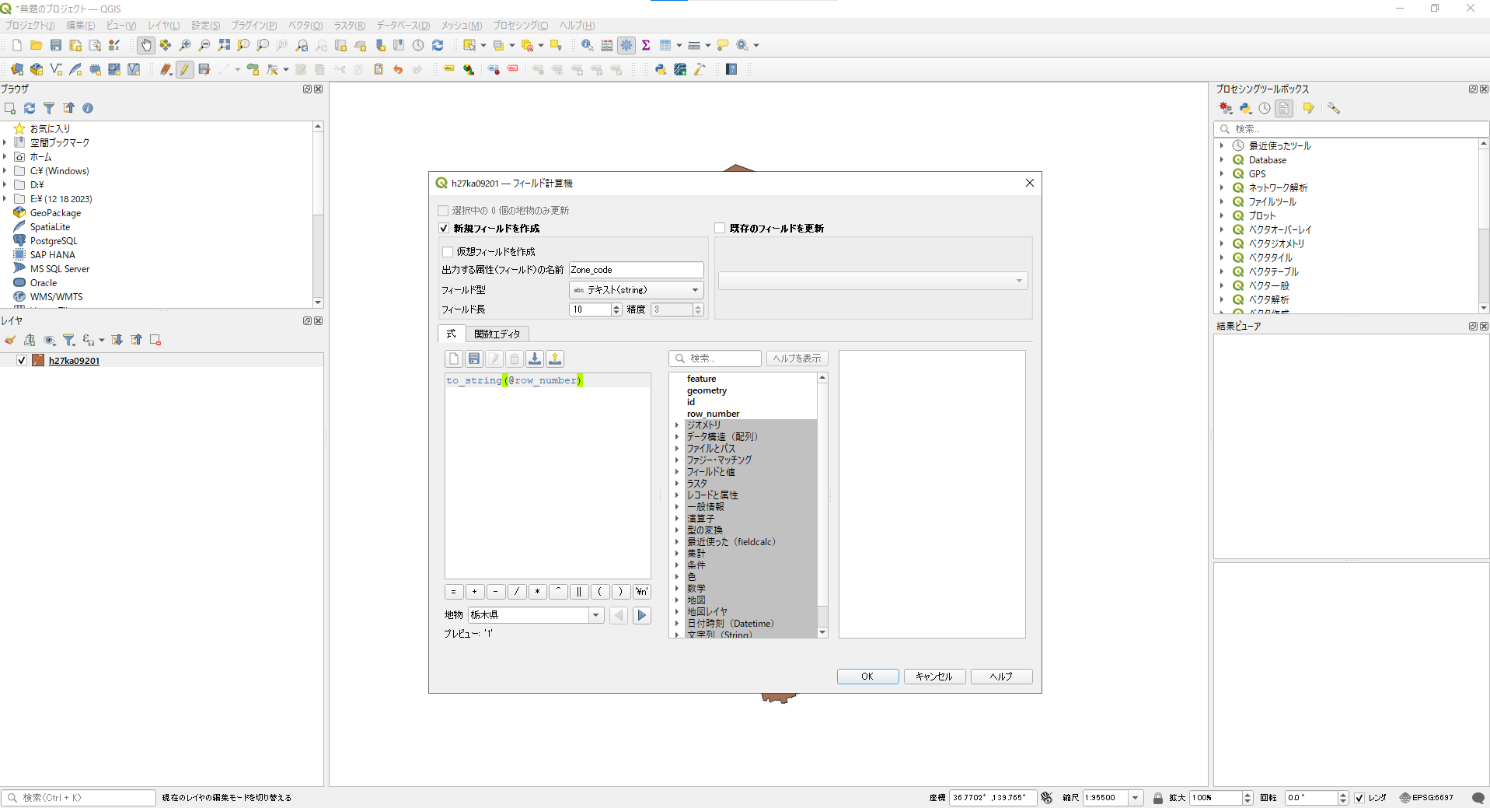 *無題のプロジェクト — QGIS
プロジェクト(J) 編集(E) ビュー(V) レイヤ(L) 設定(S) プラグイン(P) ベクタ(O) ラスタ(R) データベース(D) メッシュ(M) プロセシング(C) ヘルプ(H)
ブラウザ
お気に入り
空間ブックマーク
ホーム
C:¥ (Windows)
D:¥
E:¥ (12 18 2023)
GeoPackage
SpatiaLite
PostgreSQL
SAP HANA
MS SQL Server
Oracle
WMS/WMTS
レイヤ
h27ka09201
h27ka09201 — フィールド計算機
選択中の 0 個の地物のみ更新
新規フィールドを作成
既存のフィールドを更新
仮想フィールドを作成
出力する属性(フィールド)の名前 Zone_code
フィールド型 abc テキスト(string)
フィールド長 10 精度 3
式 関数エディタ
検索... ヘルプを表示
to_string(@row_number)
feature
geometry
id
row_number
ジオメトリ
データ構造（配列）
ファイルとパス
ファジー・マッチング
フィールドと値
ラスタ
レコードと属性
一般情報
演算子
型の変換
最近使った（fieldcalc）
集計
条件
色
数学
地図
地図レイヤ
日付時刻（Datetime）
文字列（String）
= + - / * ^ || ( ) '¥n'
地物 栃木県
プレビュー: '1'
OK キャンセル ヘルプ
プロセシングツールボックス
検索...
最近使ったツール
Database
GPS
ネットワーク解析
ファイルツール
プロット
ベクタオーバーレイ
ベクタジオメトリ
ベクタタイル
ベクタテーブル
ベクタ一般
ベクタ解析
ベクタ作成
結果ビューア
検索(Ctrl + K) 現在のレイヤの編集モードを切り替える 座標 36.7702° ,139.765° 縮尺 1:95500 拡大 100% 回転 0.0 ° レンダ EPSG:6697